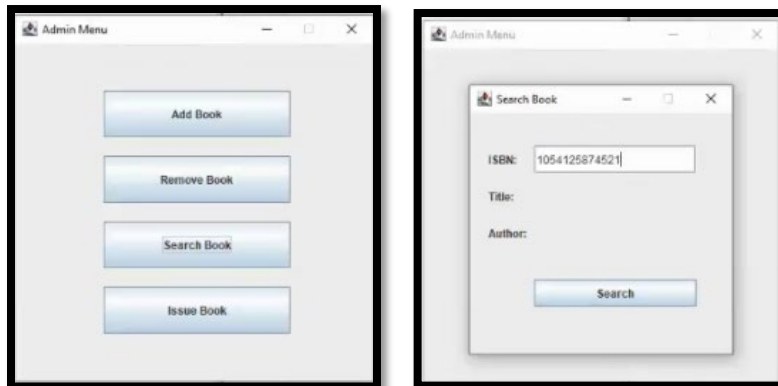 Admin Menu
Add Book
Remove Book
Search Book
Issue Book
Admin Menu
Search Book
ISBN: 1054125874521
Title:
Author:
Search